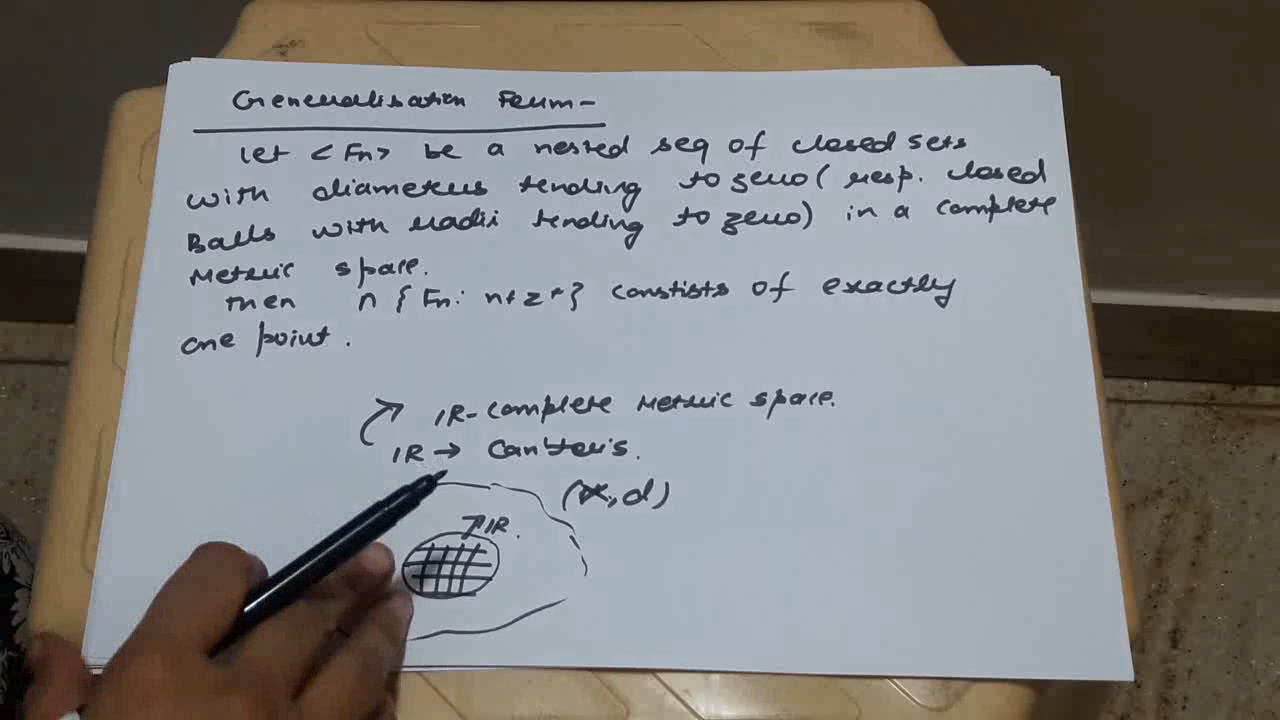 Generalisation Form-
let <Fn> be a nested seq of closed sets
with diameters tending to zero (resp. closed
Balls with radii tending to zero) in a complete
Metric space.
then ∩ {Fn: n∈Z⁺} constists of exactly
one point.
IR- complete metric space.
IR → Canter's.
(X, d)
IR.